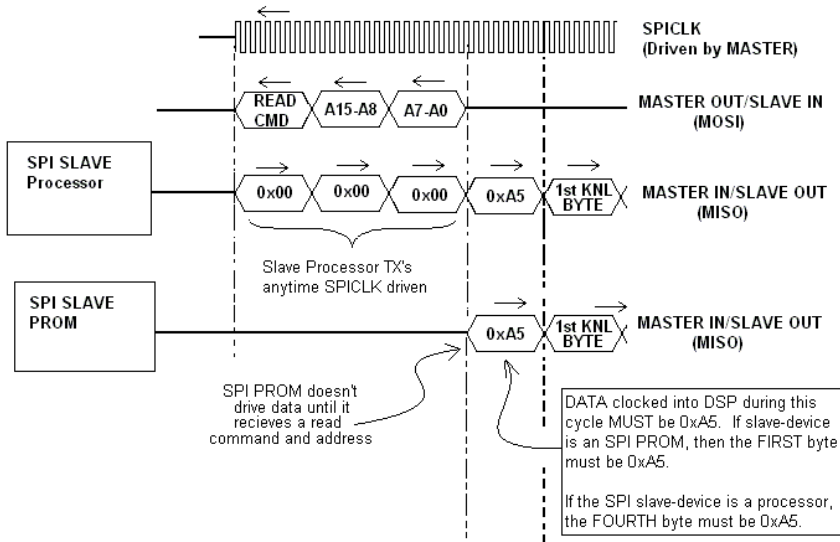 SPICLK
(Driven by MASTER)
READ
CMD
A15-A8
A7-A0
MASTER OUT/SLAVE IN
(MOSI)
SPI SLAVE
Processor
0x00
0x00
0x00
0xA5
1st KNL
BYTE
MASTER IN/SLAVE OUT
(MISO)
Slave Processor TX's
anytime SPICLK driven
SPI SLAVE
PROM
0xA5
1st KNL
BYTE
MASTER IN/SLAVE OUT
(MISO)
SPI PROM doesn't
drive data until it
recieves a read
command and address
DATA clocked into DSP during this
cycle MUST be 0xA5. If slave-device
is an SPI PROM, then the FIRST byte
must be 0xA5.
If the SPI slave-device is a processor,
the FOURTH byte must be 0xA5.